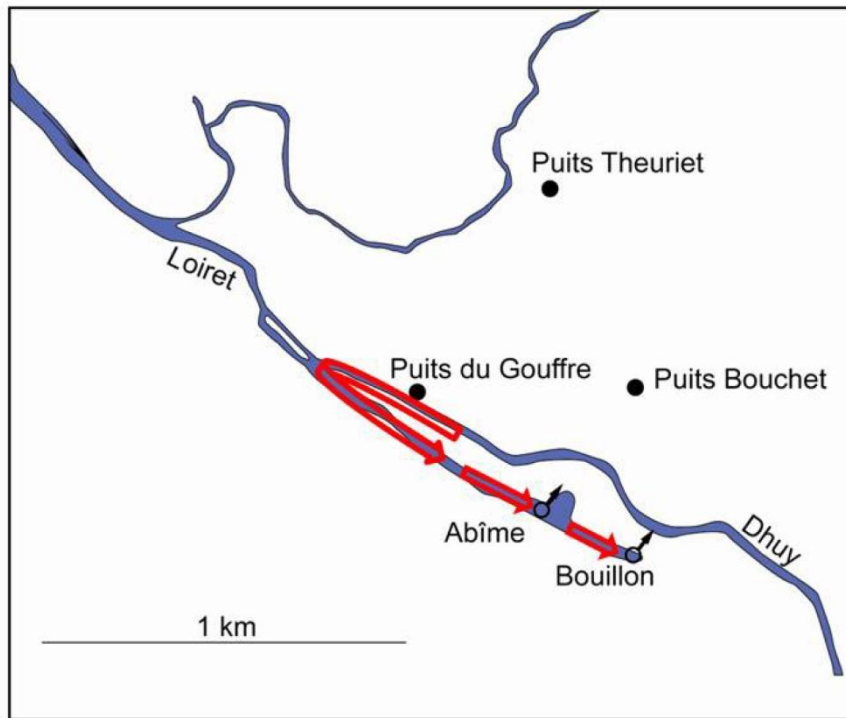 Puits Theuriet
Loiret
Puits du Gouffre
Puits Bouchet
Abîme
Dhuy
Bouillon
1 km